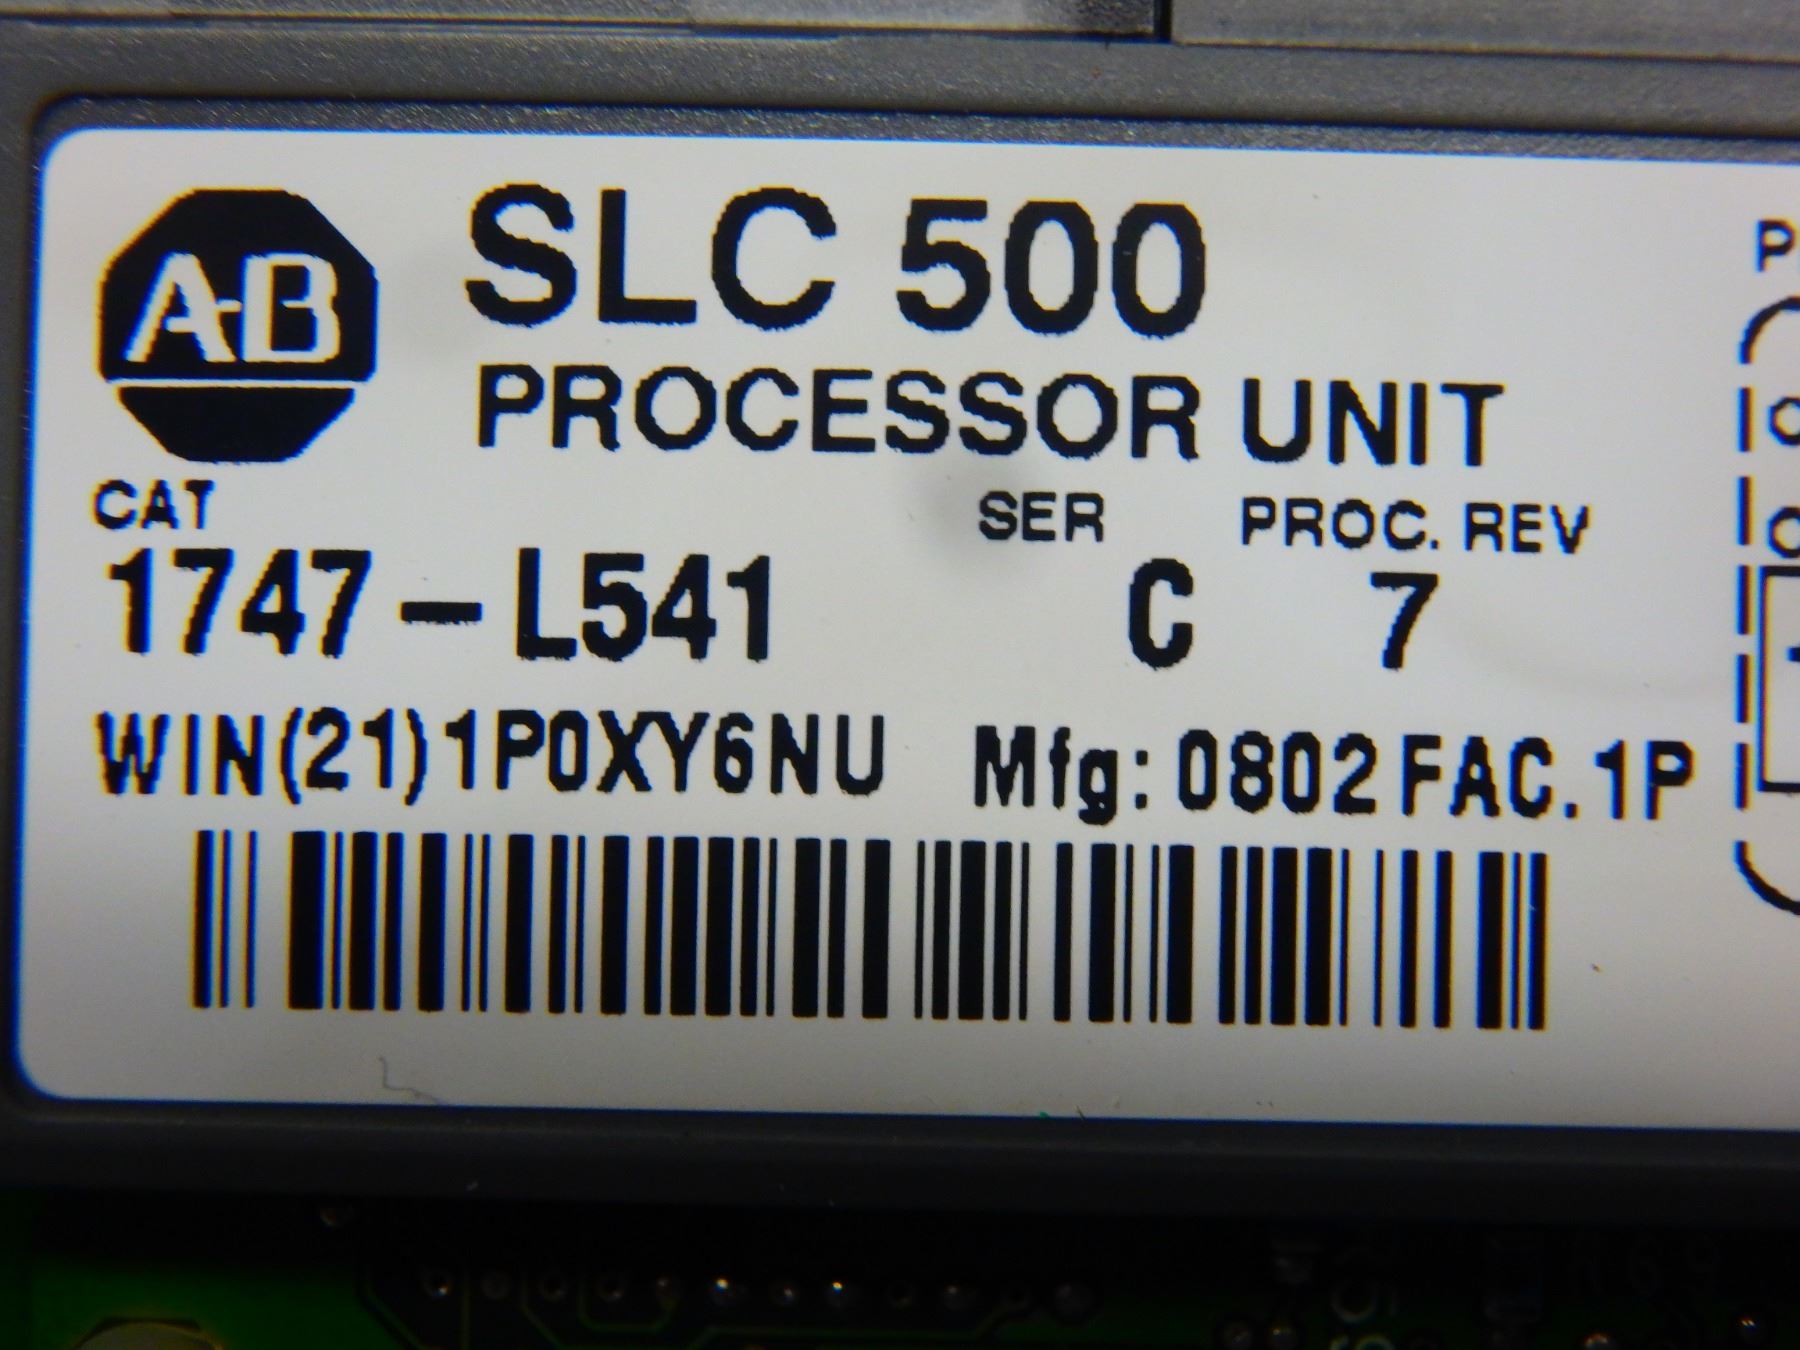 A-B
SLC 500
PROCESSOR UNIT
CAT SER PROC. REV
1747-L541 C 7
WIN(21)1P0XY6NU Mfg: 0802 FAC. 1P